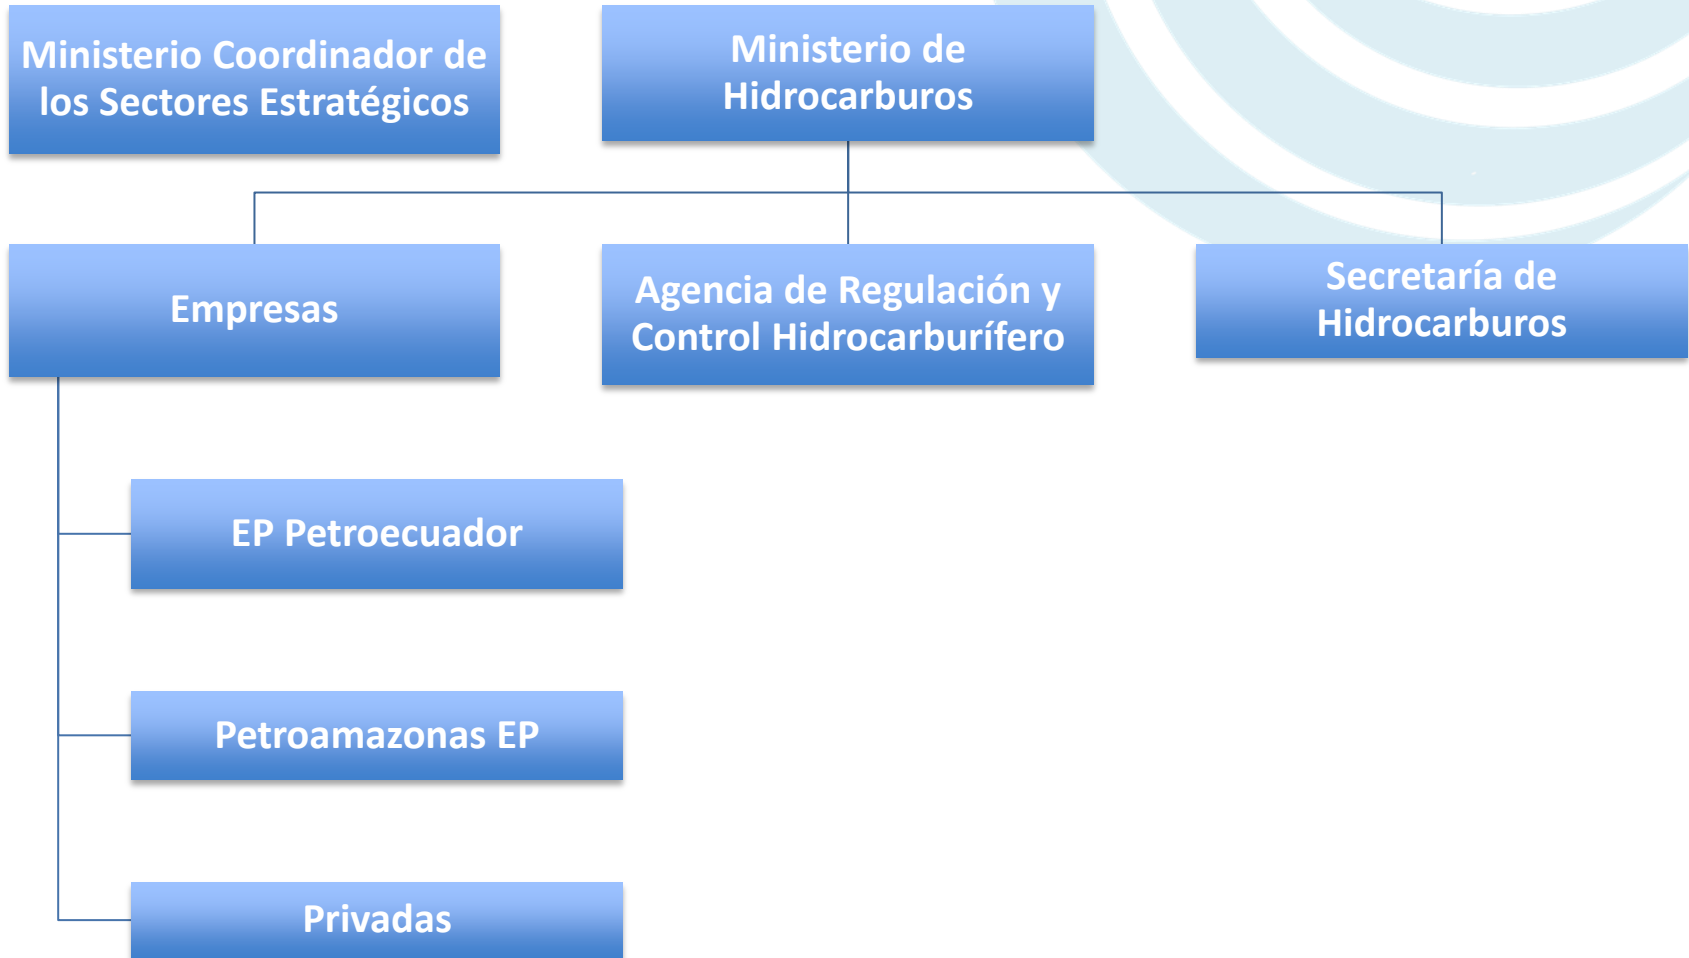 Ministerio Coordinador de
los Sectores Estratégicos
Ministerio de
Hidrocarburos
Empresas
Agencia de Regulación y
Control Hidrocarburífero
Secretaría de
Hidrocarburos
EP Petroecuador
Petroamazonas EP
Privadas